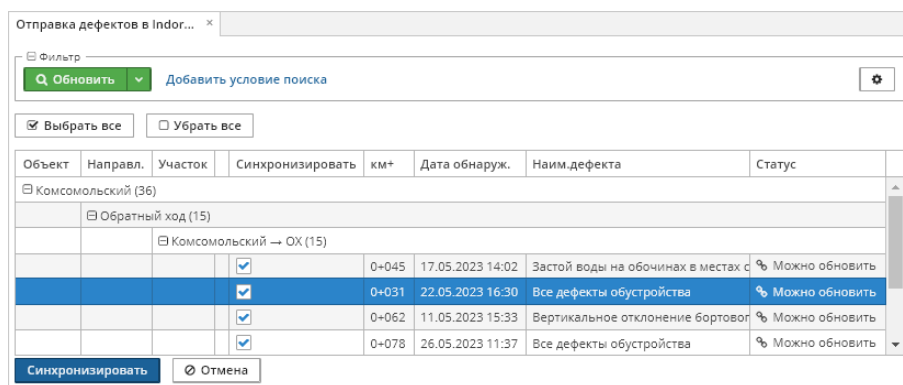 Отправка дефектов в Indor... ×
Фильтр
Обновить Добавить условие поиска
Выбрать все Убрать все
Объект Направл. Участок Синхронизировать км+ Дата обнаруж. Наим.дефекта Статус
Комсомольский (36)
Обратный ход (15)
Комсомольский → ОХ (15)
0+045 17.05.2023 14:02 Застой воды на обочинах в местах с Можно обновить
0+031 22.05.2023 16:30 Все дефекты обустройства Можно обновить
0+062 11.05.2023 15:33 Вертикальное отклонение бортовог Можно обновить
0+078 26.05.2023 11:37 Все дефекты обустройства Можно обновить
Синхронизировать Отмена